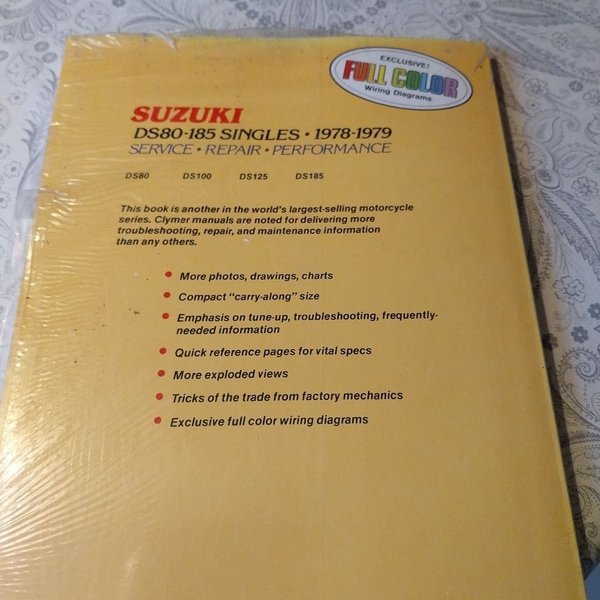 EXCLUSIVE!
FULL COLOR
Wiring Diagrams
SUZUKI
DS80-185 SINGLES • 1978-1979
SERVICE • REPAIR • PERFORMANCE
DS80 DS100 DS125 DS185
This book is another in the world's largest-selling motorcycle
series. Clymer manuals are noted for delivering more
troubleshooting, repair, and maintenance information
than any others.
• More photos, drawings, charts
• Compact "carry-along" size
• Emphasis on tune-up, troubleshooting, frequently-
needed information
• Quick reference pages for vital specs
• More exploded views
• Tricks of the trade from factory mechanics
• Exclusive full color wiring diagrams